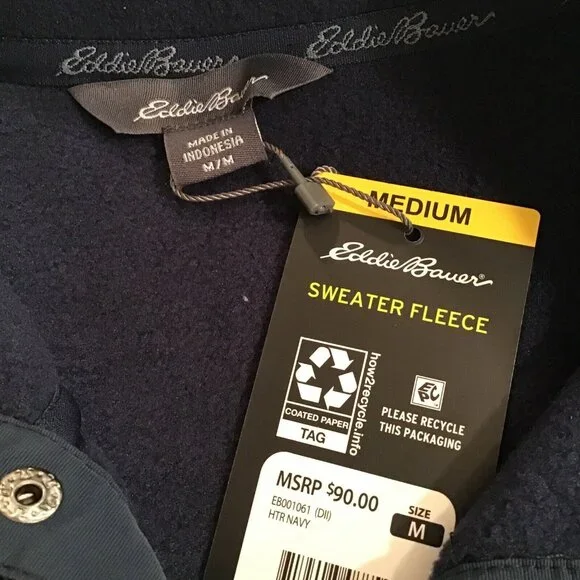 Eddie Bauer Eddie Bauer
Eddie Bauer
MADE IN
INDONESIA
M/M
MEDIUM
Eddie Bauer®
SWEATER FLEECE
how2recycle.info
COATED PAPER
TAG
EPC
PLEASE RECYCLE
THIS PACKAGING
MSRP $90.00
EB001061 (DII)
HTR NAVY
SIZE
M